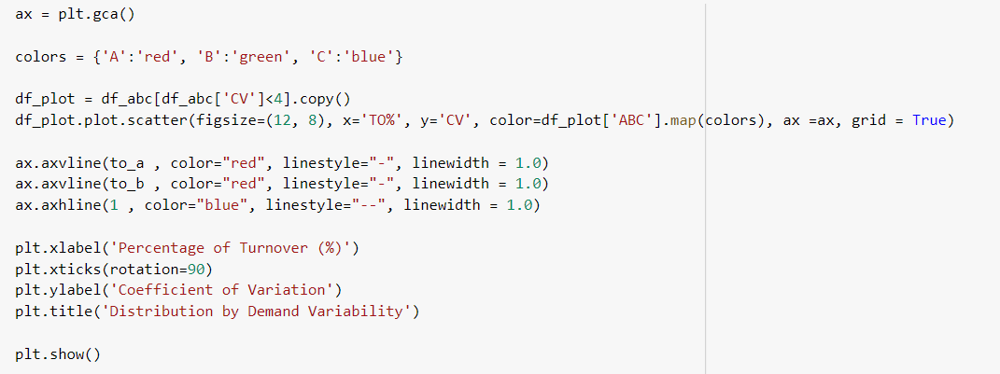 ax = plt.gca()
colors = {'A':'red', 'B':'green', 'C':'blue'}
df_plot = df_abc[df_abc['CV']<4].copy()
df_plot.plot.scatter(figsize=(12, 8), x='TO%', y='CV', color=df_plot['ABC'].map(colors), ax =ax, grid = True)
ax.axvline(to_a , color="red", linestyle="-", linewidth = 1.0)
ax.axvline(to_b , color="red", linestyle="-", linewidth = 1.0)
ax.axhline(1 , color="blue", linestyle="--", linewidth = 1.0)
plt.xlabel('Percentage of Turnover (%)')
plt.xticks(rotation=90)
plt.ylabel('Coefficient of Variation')
plt.title('Distribution by Demand Variability')
plt.show()